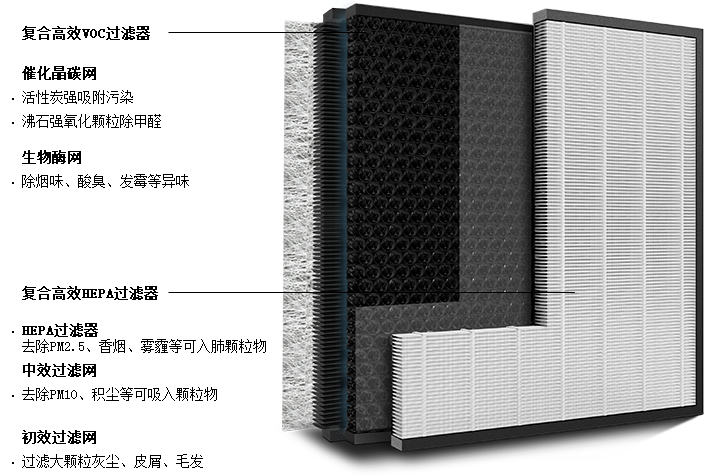 复合高效VOC过滤器
催化晶碳网
· 活性炭强吸附污染
· 沸石强氧化颗粒除甲醛
生物酶网
· 除烟味、酸臭、发霉等异味
复合高效HEPA过滤器
· HEPA过滤器
去除PM2.5、香烟、雾霾等可入肺颗粒物
中效过滤网
· 去除PM10、积尘等可吸入颗粒物
初效过滤网
· 过滤大颗粒灰尘、皮屑、毛发